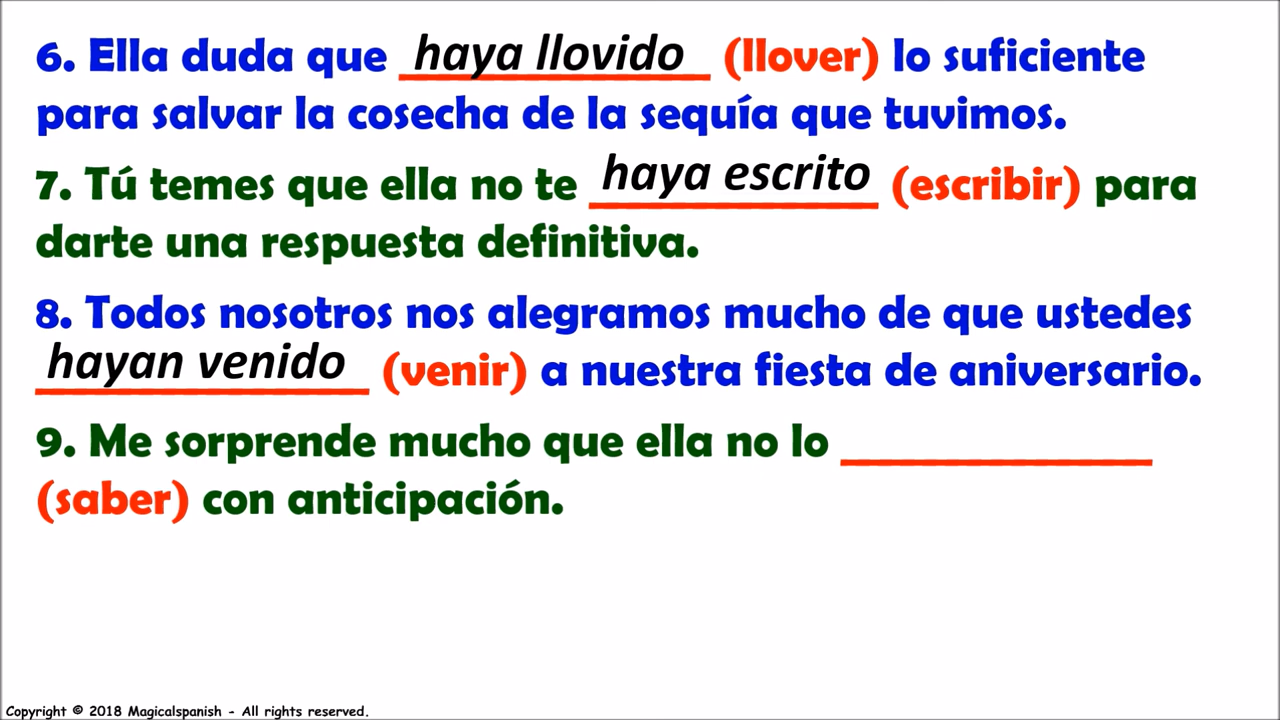 6. Ella duda que haya llovido (llover) lo suficiente
para salvar la cosecha de la sequía que tuvimos.
7. Tú temes que ella no te haya escrito (escribir) para
darte una respuesta definitiva.
8. Todos nosotros nos alegramos mucho de que ustedes
hayan venido (venir) a nuestra fiesta de aniversario.
9. Me sorprende mucho que ella no lo ______________
(saber) con anticipación.
Copyright © 2018 Magicalspanish - All rights reserved.